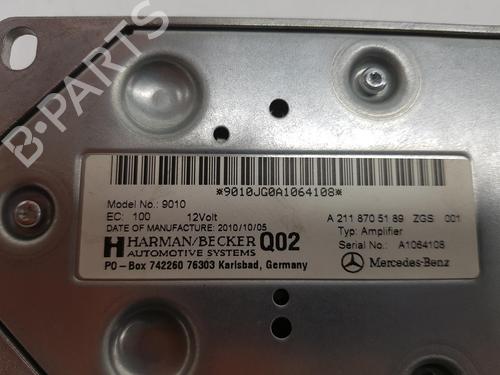 B-PARTS
*9010JG0A1064108*
Model No.: 9010
EC: 100 12Volt
DATE OF MANUFACTURE: 2010/10/05
HARMAN/BECKER Q02
AUTOMOTIVE SYSTEMS
PO - Box 742260 76303 Karlsbad, Germany
A 211 870 51 89 ZGS: 001
Typ: Amplifier
Serial No.: A1064108
Mercedes-Benz